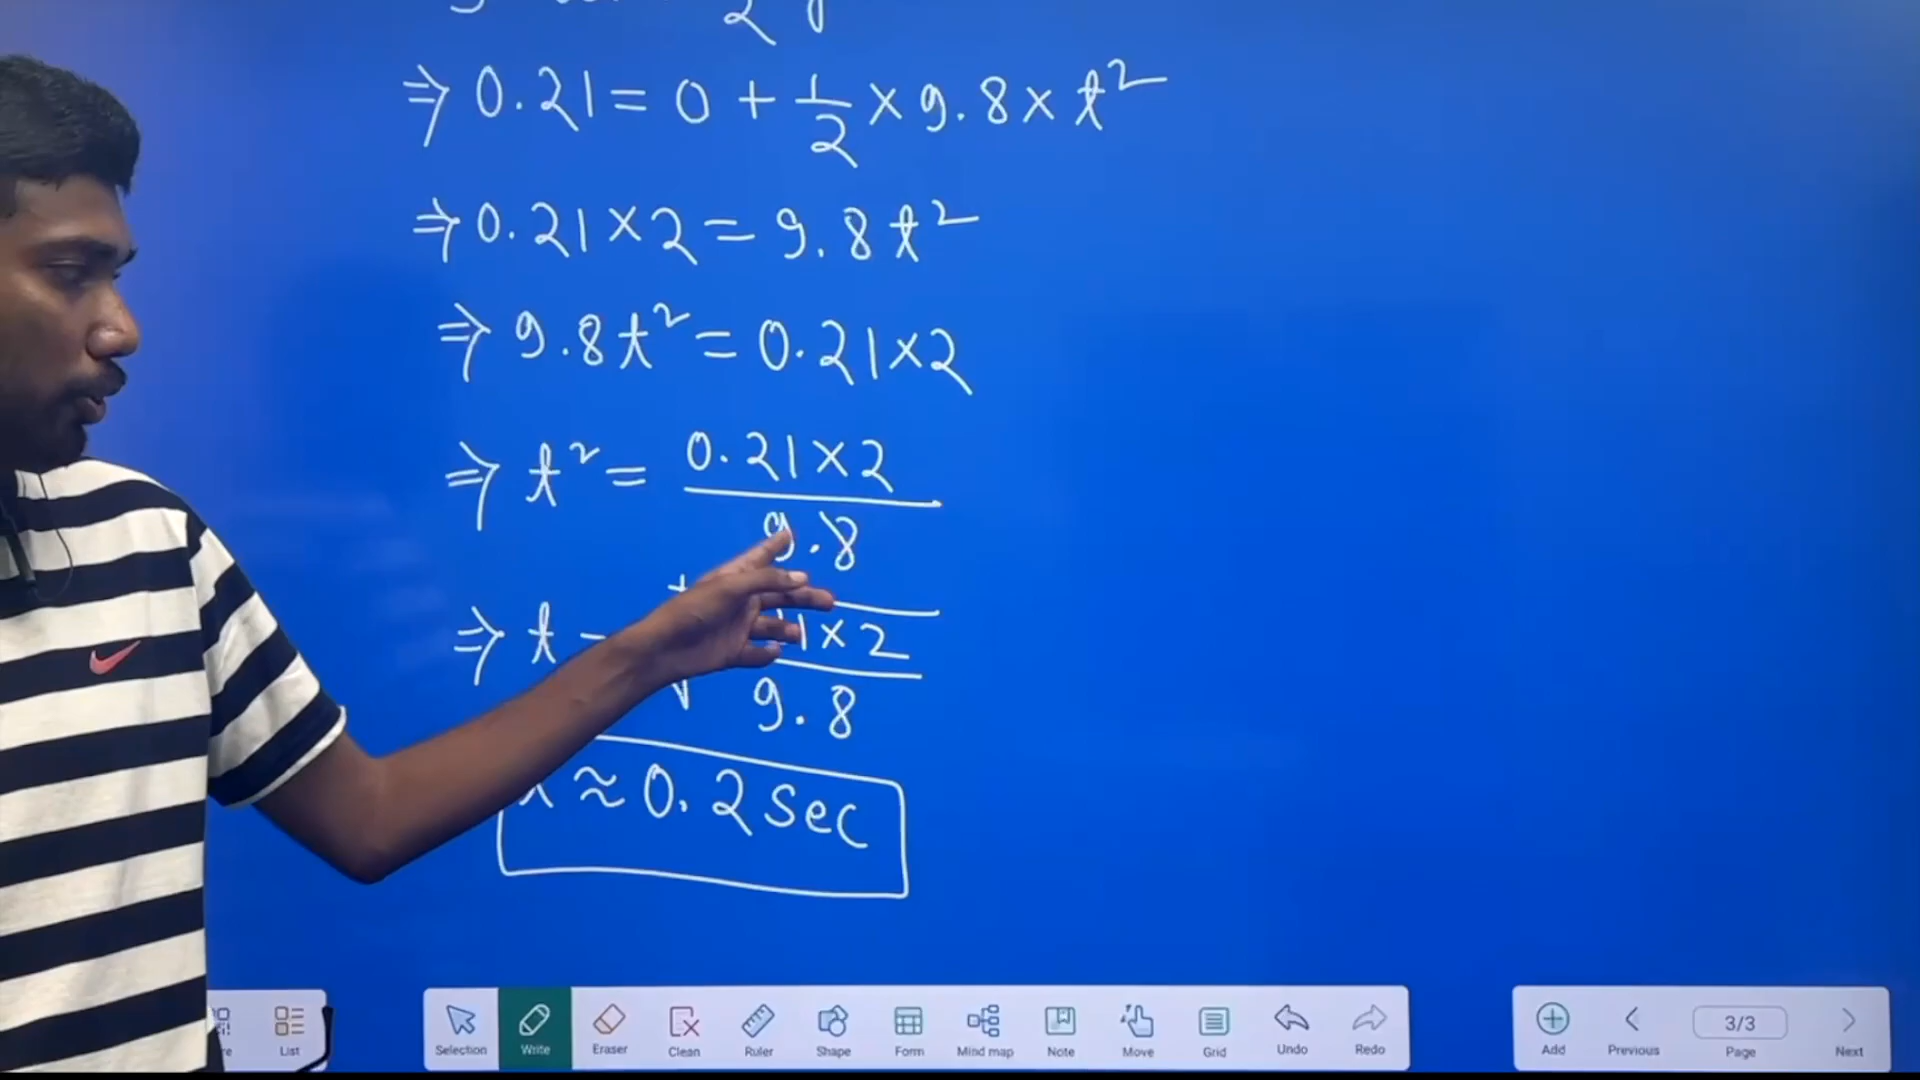 ⇒ 0.21 = 0 + 1/2 × 9.8 × t²
⇒ 0.21 × 2 = 9.8 t²
⇒ 9.8 t² = 0.21 × 2
⇒ t² = 0.21 × 2 / 9.8
⇒ t 1 × 2 / 9.8
≈ 0.2 sec
List Selection Write Eraser Clean Ruler Shape Form Mind map Note Move Grid Undo Redo Add Previous 3/3 Page Next